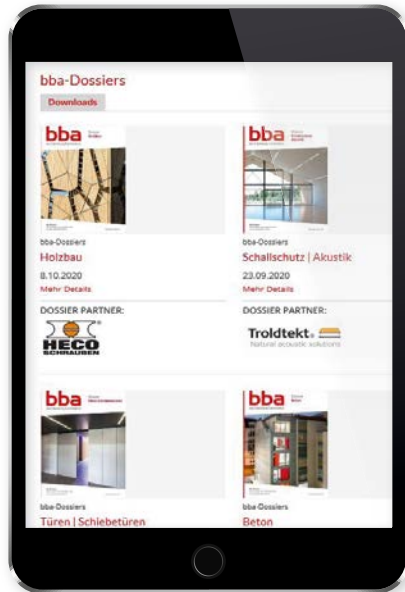 bba-Dossiers
Downloads
bba
bba
bba-Dossiers
bba-Dossiers
Holzbau
Schallschutz | Akustik
8.10.2020
23.09.2020
Mehr Details
Mehr Details
DOSSIER PARTNER:
DOSSIER PARTNER:
HECO
SCHRAUBEN
Troldtekt
Natural acoustic solutions
bba
bba
bba-Dossiers
bba-Dossiers
Türen | Schiebetüren
Beton